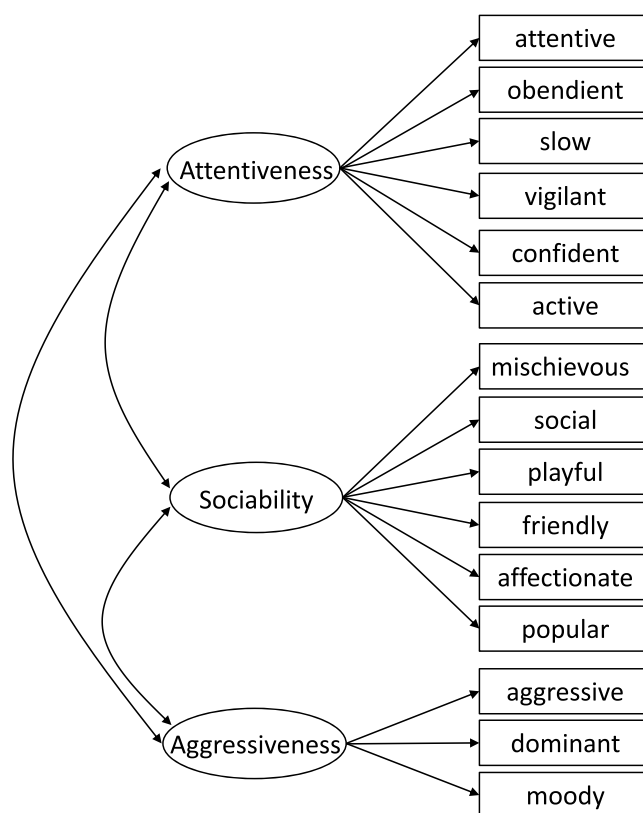 attentive
obendient
slow
Attentiveness
vigilant
confident
active
mischievous
social
playful
Sociability
friendly
affectionate
popular
aggressive
dominant
Aggressiveness
moody